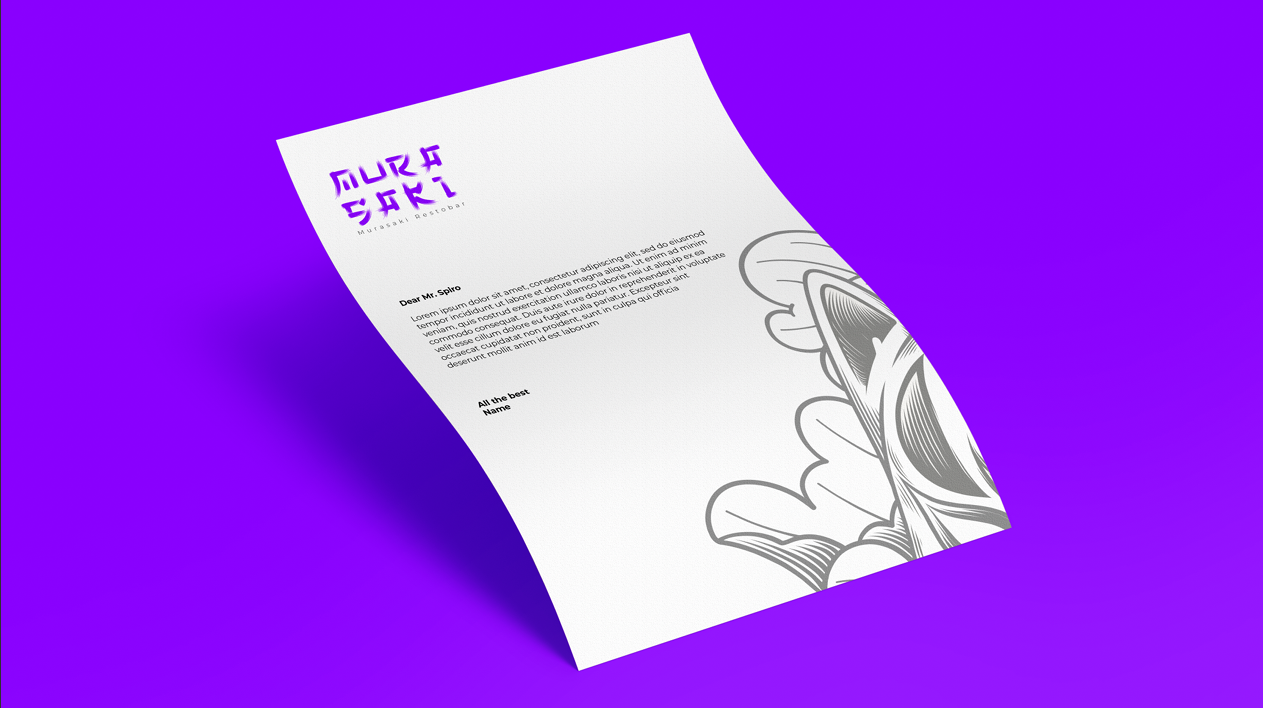 MURA
SAKI
Murasaki Restobar
Dear Mr. Spiro
Lorem ipsum dolor sit amet, consectetur adipiscing elit, sed do eiusmod
tempor incididunt ut labore et dolore magna aliqua. Ut enim ad minim
veniam, quis nostrud exercitation ullamco laboris nisi ut aliquip ex ea
commodo consequat. Duis aute irure dolor in reprehenderit in voluptate
velit esse cillum dolore eu fugiat nulla pariatur. Excepteur sint
occaecat cupidatat non proident, sunt in culpa qui officia
deserunt mollit anim id est laborum
All the best
Name